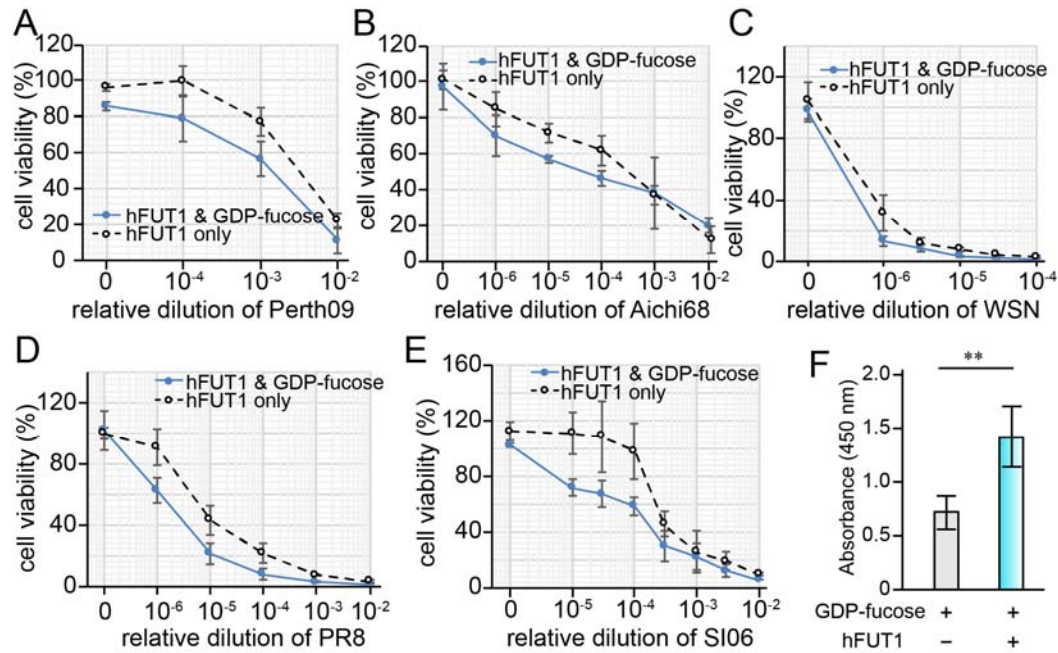 A
120
100
80
60
40
20
0
cell viability (%)
hFUT1 & GDP-fucose
hFUT1 only
0 10-4 10-3 10-2
relative dilution of Perth09
B
120
100
80
60
40
20
0
cell viability (%)
hFUT1 & GDP-fucose
hFUT1 only
0 10-6 10-5 10-4 10-3 10-2
relative dilution of Aichi68
C
120
80
40
0
cell viability (%)
hFUT1 & GDP-fucose
hFUT1 only
0 10-6 10-5 10-4
relative dilution of WSN
D
120
80
40
0
cell viability (%)
hFUT1 & GDP-fucose
hFUT1 only
0 10-6 10-5 10-4 10-3 10-2
relative dilution of PR8
E
160
120
80
40
0
cell viability (%)
hFUT1 & GDP-fucose
hFUT1 only
0 10-5 10-4 10-3 10-2
relative dilution of SI06
F
**
2.0
1.5
1.0
0.5
0
Absorbance (450 nm)
GDP-fucose + +
hFUT1 – +